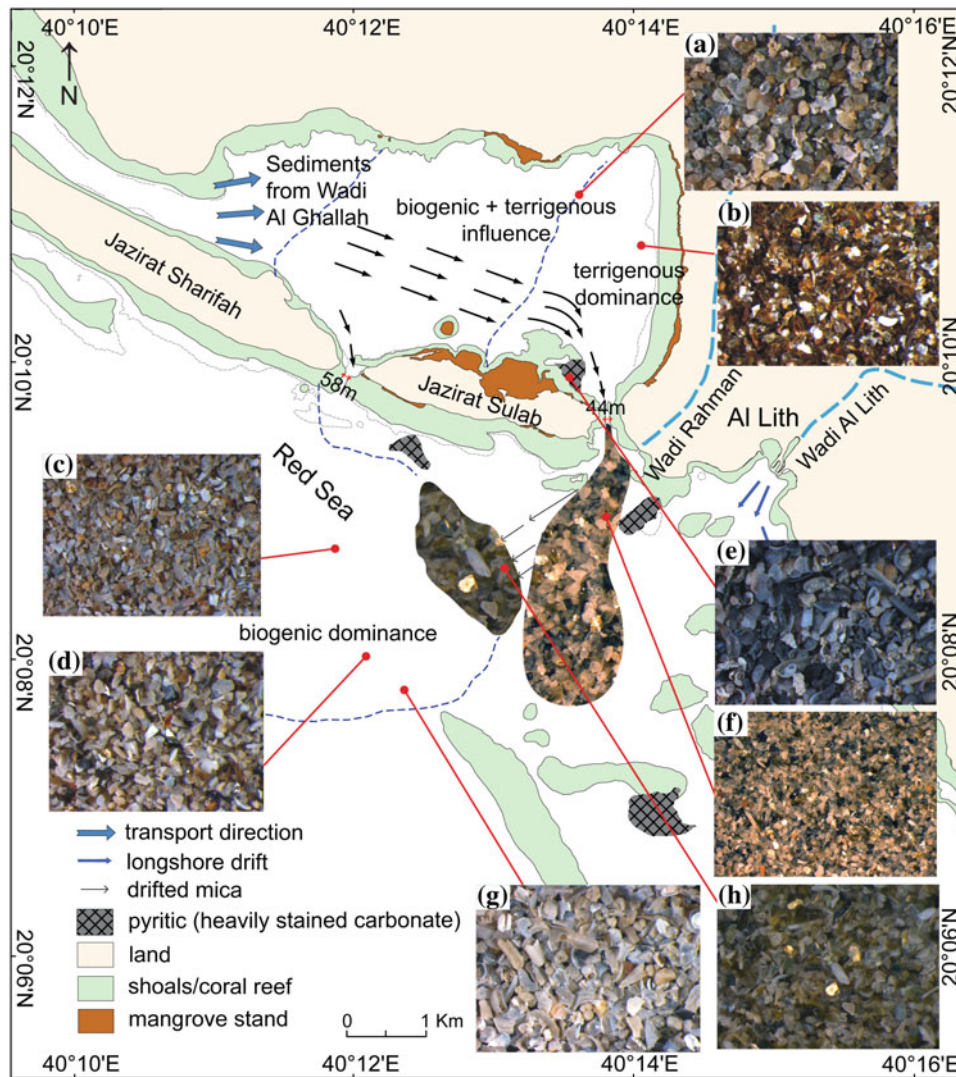 40°10'E 40°12'E 40°14'E 40°16'E
20°12'N
20°10'N
20°08'N
20°06'N
N
Sediments
from Wadi
Al Ghallah
biogenic + terrigenous
influence
terrigenous
dominance
Jazirat Sharifah
Jazirat Sulab
58m
44m
Wadi Rahman
Al Lith
Wadi Al Lith
Red Sea
biogenic dominance
(a)
(b)
(c)
(d)
(e)
(f)
(g)
(h)
transport direction
longshore drift
drifted mica
pyritic (heavily stained carbonate)
land
shoals/coral reef
mangrove stand
0 1 Km
20°12'N
20°10'N
20°08'N
20°06'N
40°10'E 40°12'E 40°14'E 40°16'E